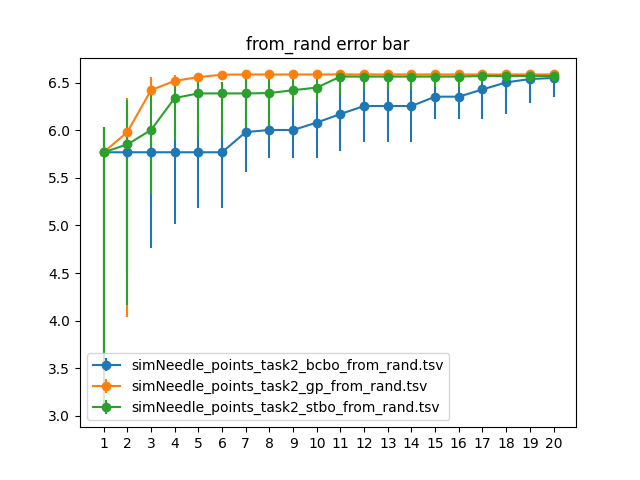 from_rand error bar
6.5
6.0
5.5
5.0
4.5
4.0
3.5
3.0
simNeedle_points_task2_bcbo_from_rand.tsv
simNeedle_points_task2_gp_from_rand.tsv
simNeedle_points_task2_stbo_from_rand.tsv
1 2 3 4 5 6 7 8 9 10 11 12 13 14 15 16 17 18 19 20